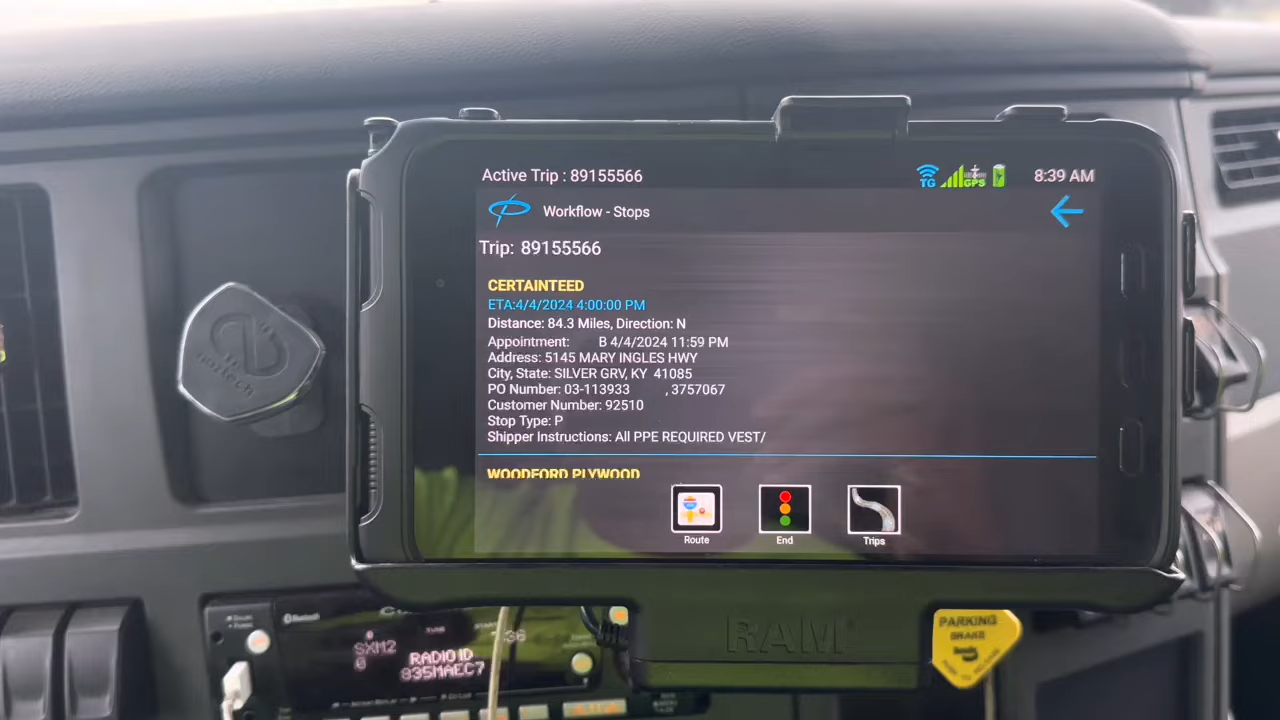 Active Trip : 89155566
TG
GPS
8:39 AM
Workflow - Stops
Trip: 89155566
CERTAINTEED
ETA:4/4/2024 4:00:00 PM
Distance: 84.3 Miles, Direction: N
Appointment: B 4/4/2024 11:59 PM
Address: 5145 MARY INGLES HWY
City, State: SILVER GRV, KY 41085
PO Number: 03-113933 , 3757067
Customer Number: 92510
Stop Type: P
Shipper Instructions: All PPE REQUIRED VEST/
WOODFORD PLYWOOD
Route
End
Trips
Bluetooth
SXM2
RADIO ID
835MAEC7
RAM
PARKING
BRAKE